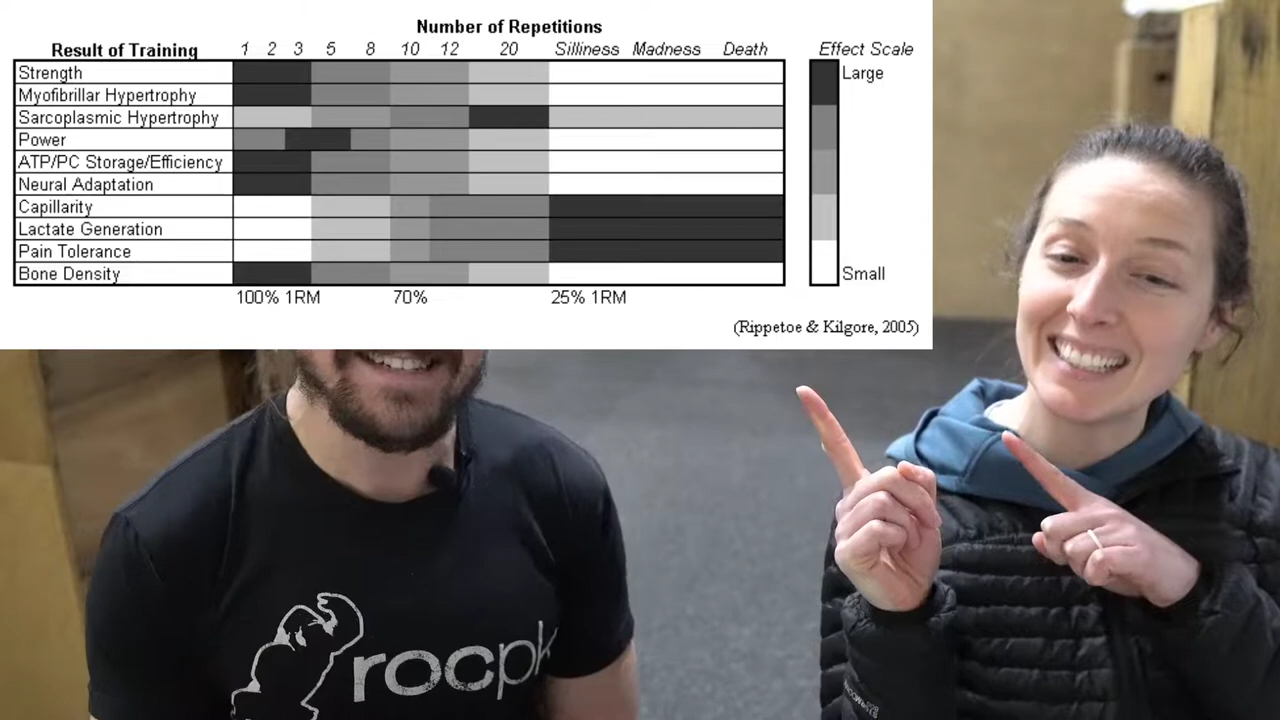 Number of Repetitions
Result of Training 1 2 3 5 8 10 12 20 Silliness Madness Death Effect Scale
Strength Large
Myofibrillar Hypertrophy
Sarcoplasmic Hypertrophy
Power
ATP/PC Storage/Efficiency
Neural Adaptation
Capillarity
Lactate Generation
Pain Tolerance
Bone Density Small
100% 1RM 70% 25% 1RM
(Rippetoe & Kilgore, 2005)
rocpk